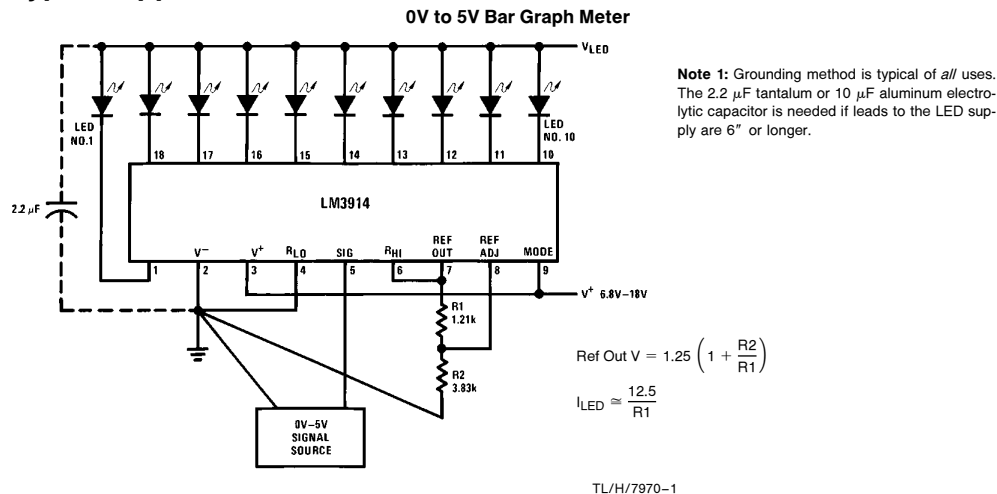 0V to 5V Bar Graph Meter
VLED
Note 1: Grounding method is typical of all uses.
The 2.2 μF tantalum or 10 μF aluminum electro-
lytic capacitor is needed if leads to the LED sup-
ply are 6″ or longer.
LED
NO.1
LED
NO. 10
18 17 16 15 14 13 12 11 10
LM3914
2.2 μF
V− V+ RLO SIG RHI REF OUT REF ADJ MODE
1 2 3 4 5 6 7 8 9
V+ 6.8V–18V
R1
1.21k
R2
3.83k
Ref Out V = 1.25 (1 + R2/R1)
ILED ≅ 12.5/R1
0V–5V
SIGNAL
SOURCE
TL/H/7970–1